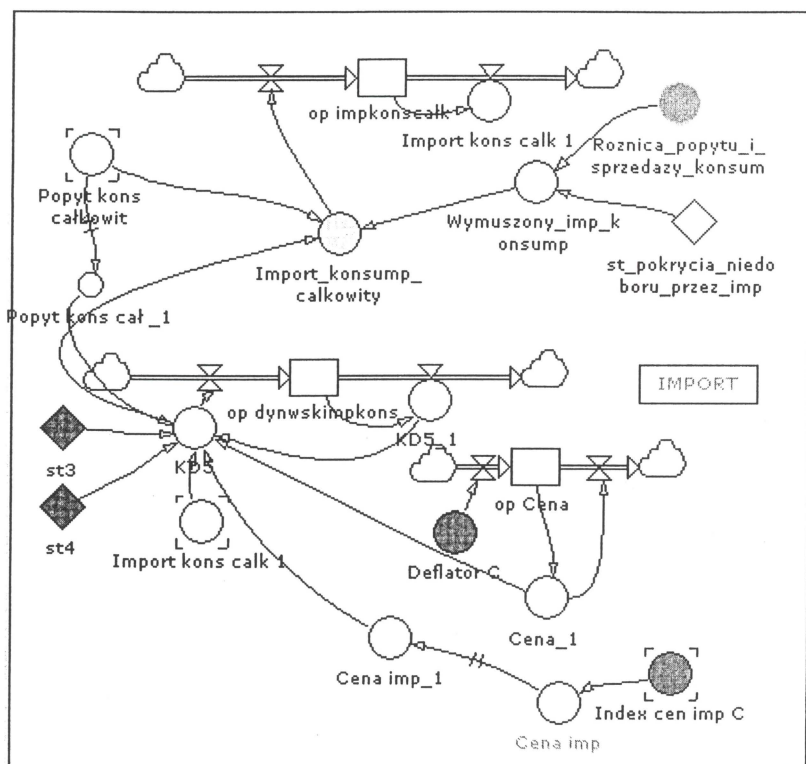 op impkonscałk
Import kons calk 1
Roznica_popytu_i_
sprzedazy_konsum
Popyt kons
całkowit
Wymuszony_imp_k
onsump
Import_konsump_
calkowity
st_pokrycia_niedo
boru_przez_imp
Popyt kons cał _1
IMPORT
op dynwskimpkons
KD5_1
KD5
st3
op Cena
st4
Import kons calk 1
Deflator C
Cena_1
Cena imp_1
Index cen imp C
Cena imp